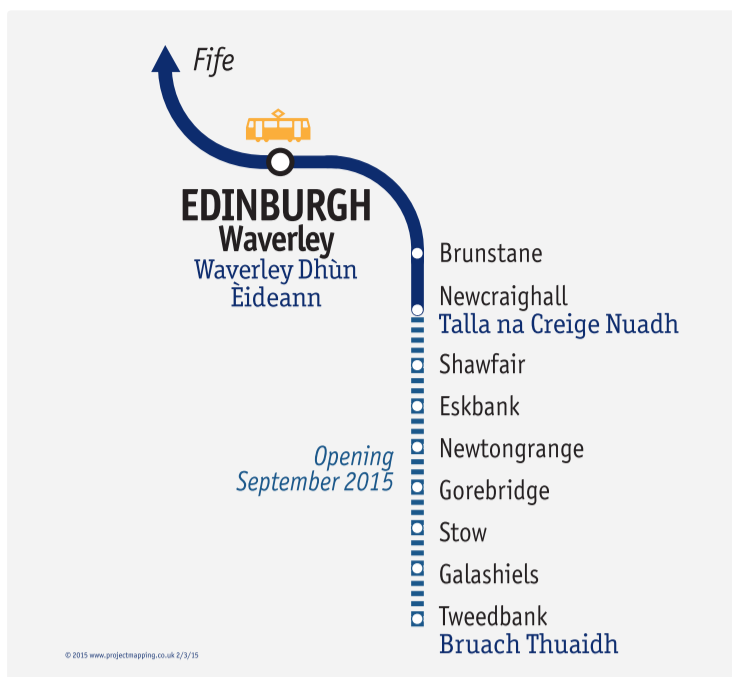 Fife
EDINBURGH
Waverley
Waverley Dhùn
Èideann
Brunstane
Newcraighall
Talla na Creige Nuadh
Shawfair
Eskbank
Newtongrange
Opening
September 2015
Gorebridge
Stow
Galashiels
Tweedbank
Bruach Thuaidh
© 2015 www.projectmapping.co.uk 2/3/15